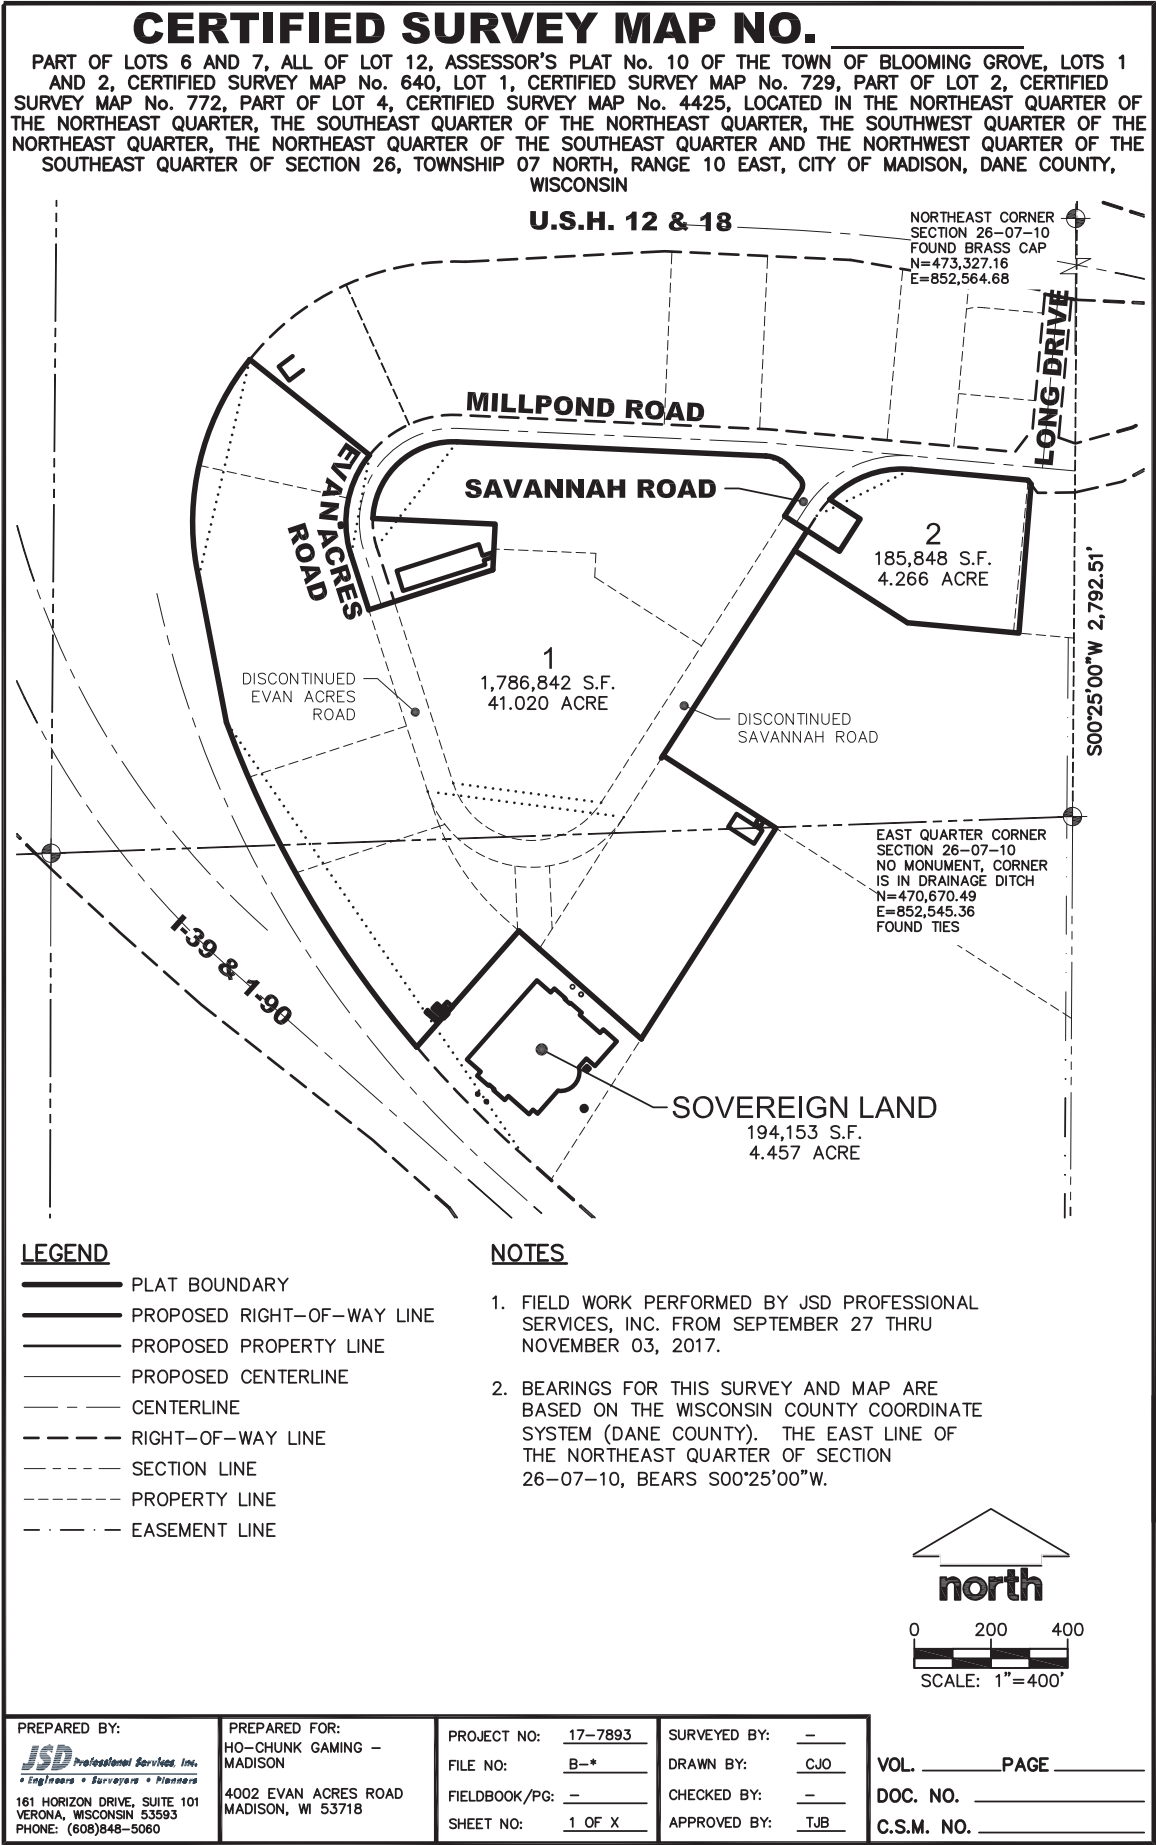 CERTIFIED SURVEY MAP NO.
PART OF LOTS 6 AND 7, ALL OF LOT 12, ASSESSOR'S PLAT No. 10 OF THE TOWN OF BLOOMING GROVE, LOTS 1
AND 2, CERTIFIED SURVEY MAP No. 640, LOT 1, CERTIFIED SURVEY MAP No. 729, PART OF LOT 2, CERTIFIED
SURVEY MAP No. 772, PART OF LOT 4, CERTIFIED SURVEY MAP No. 4425, LOCATED IN THE NORTHEAST QUARTER OF
THE NORTHEAST QUARTER, THE SOUTHEAST QUARTER OF THE NORTHEAST QUARTER, THE SOUTHWEST QUARTER OF THE
NORTHEAST QUARTER, THE NORTHEAST QUARTER OF THE SOUTHEAST QUARTER AND THE NORTHWEST QUARTER OF THE
SOUTHEAST QUARTER OF SECTION 26, TOWNSHIP 07 NORTH, RANGE 10 EAST, CITY OF MADISON, DANE COUNTY,
WISCONSIN
U.S.H. 12 & 18
NORTHEAST CORNER
SECTION 26-07-10
FOUND BRASS CAP
N=473,327.16
E=852,564.68
LONG DRIVE
MILLPOND ROAD
EVAN ACRES
ROAD
SAVANNAH ROAD
2
185,848 S.F.
4.266 ACRE
S00°25'00"W 2,792.51'
1
1,786,842 S.F.
41.020 ACRE
DISCONTINUED
EVAN ACRES
ROAD
DISCONTINUED
SAVANNAH ROAD
EAST QUARTER CORNER
SECTION 26-07-10
NO MONUMENT, CORNER
IS IN DRAINAGE DITCH
N=470,670.49
E=852,545.36
FOUND TIES
I-39 & 1-90
SOVEREIGN LAND
194,153 S.F.
4.457 ACRE
LEGEND
PLAT BOUNDARY
PROPOSED RIGHT-OF-WAY LINE
PROPOSED PROPERTY LINE
PROPOSED CENTERLINE
CENTERLINE
RIGHT-OF-WAY LINE
SECTION LINE
PROPERTY LINE
EASEMENT LINE
NOTES
1. FIELD WORK PERFORMED BY JSD PROFESSIONAL
SERVICES, INC. FROM SEPTEMBER 27 THRU
NOVEMBER 03, 2017.
2. BEARINGS FOR THIS SURVEY AND MAP ARE
BASED ON THE WISCONSIN COUNTY COORDINATE
SYSTEM (DANE COUNTY). THE EAST LINE OF
THE NORTHEAST QUARTER OF SECTION
26-07-10, BEARS S00°25'00"W.
north
0 200 400
SCALE: 1"=400'
PREPARED BY:
JSD Professional Services, Inc.
• Engineers • Surveyors • Planners
161 HORIZON DRIVE, SUITE 101
VERONA, WISCONSIN 53593
PHONE: (608)848-5060
PREPARED FOR:
HO-CHUNK GAMING -
MADISON
4002 EVAN ACRES ROAD
MADISON, WI 53718
PROJECT NO: 17-7893
FILE NO: B-*
FIELDBOOK/PG: -
SHEET NO: 1 OF X
SURVEYED BY: -
DRAWN BY: CJO
CHECKED BY: -
APPROVED BY: TJB
VOL. PAGE
DOC. NO.
C.S.M. NO.